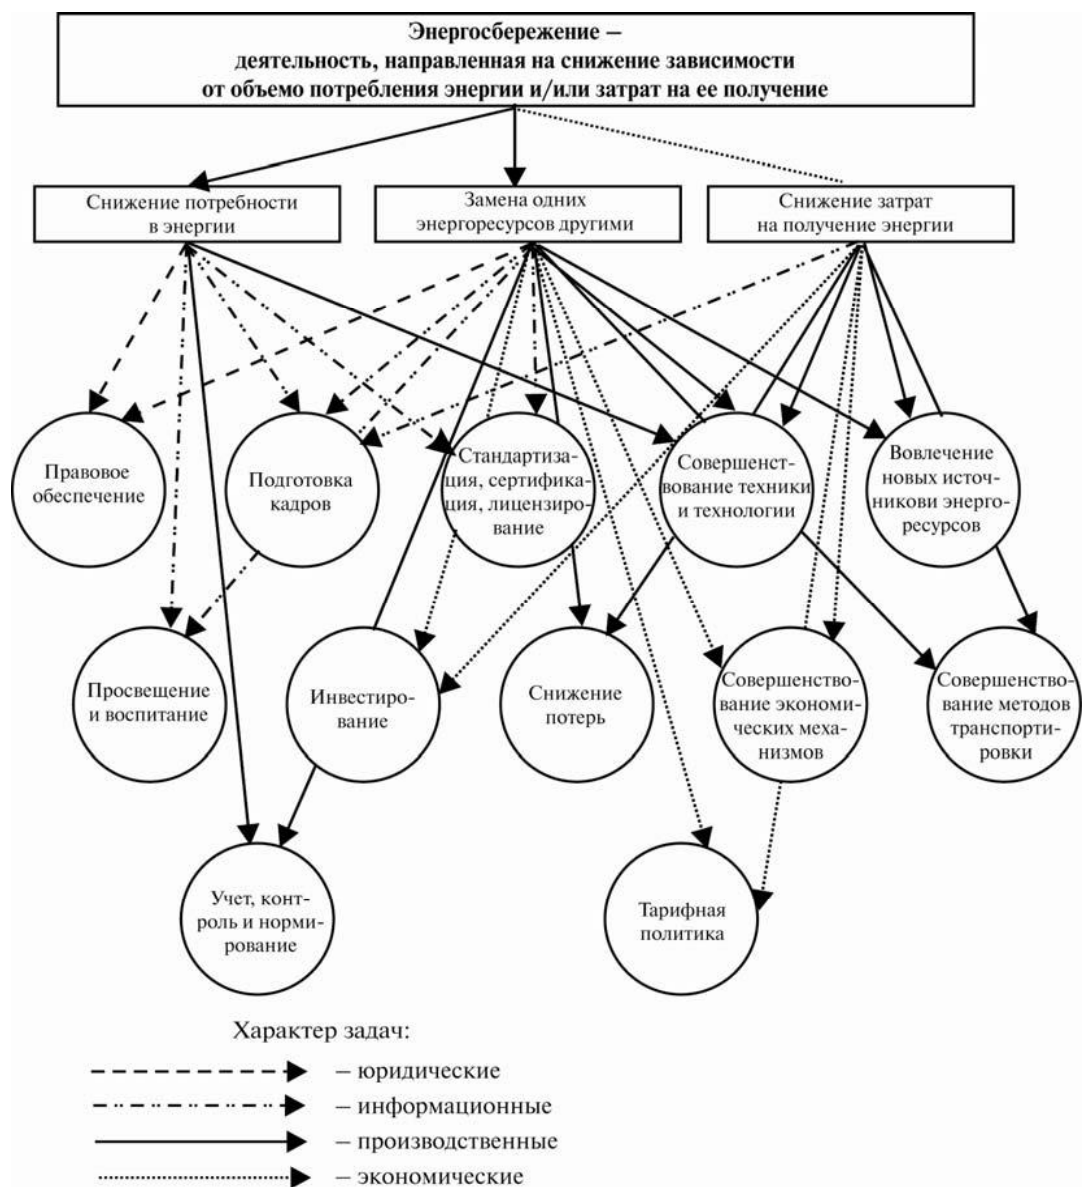 Энергосбережение –
деятельность, направленная на снижение зависимости
от объемо потребления энергии и/или затрат на ее получение
Снижение потребности
в энергии
Замена одних
энергоресурсов другими
Снижение затрат
на получение энергии
Правовое
обеспечение
Подготовка
кадров
Стандартиза-
ция, сертифика-
ция, лицензиро-
вание
Совершенст-
вование техники
и технологии
Вовлечение
новых источ-
никови энерго-
ресурсов
Просвещение
и воспитание
Инвестиро-
вание
Снижение
потерь
Совершенство-
вание экономи-
ческих меха-
низмов
Совершенство-
вание методов
транспорти-
ровки
Учет, конт-
роль и норми-
рование
Тарифная
политика
Характер задач:
– юридические
– информационные
– производственные
– экономические